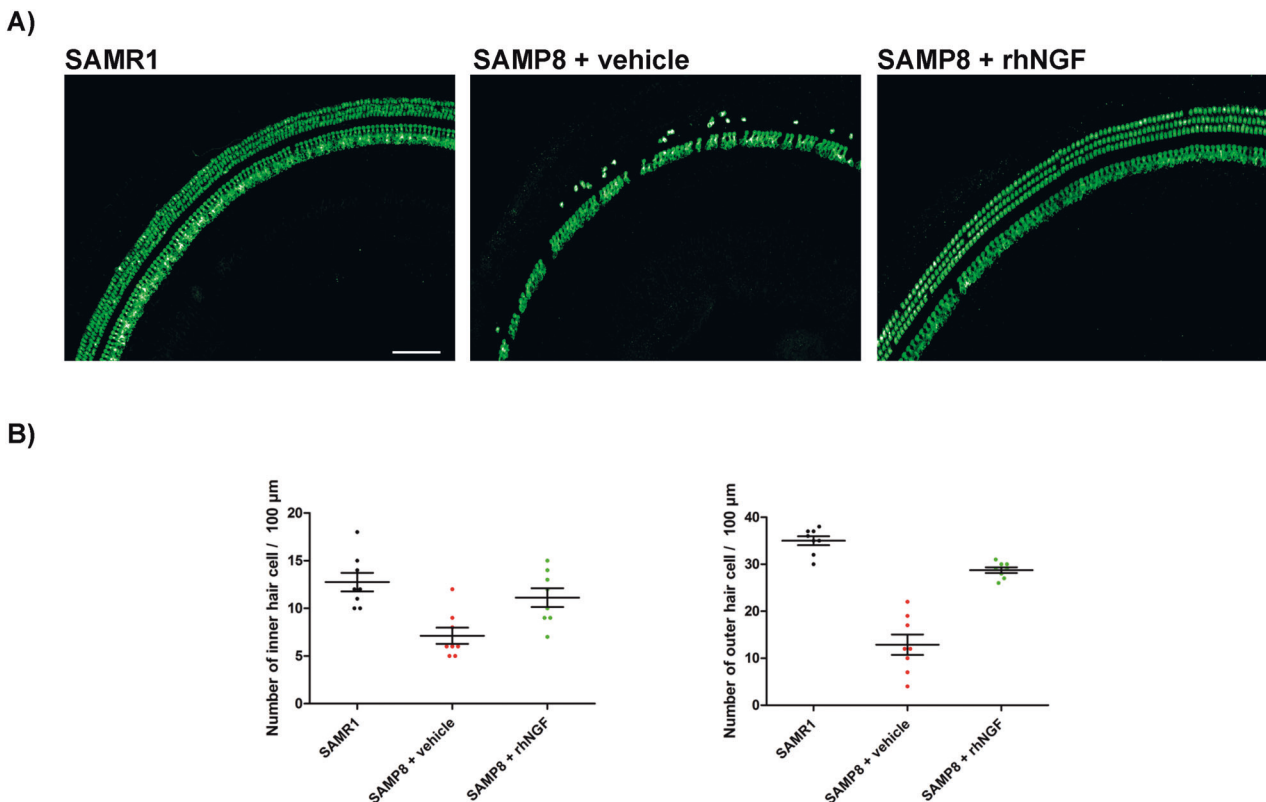 A)
SAMR1
SAMP8 + vehicle
SAMP8 + rhNGF
B)
Number of inner hair cell / 100 µm
20
15
10
5
0
SAMR1
SAMP8 + vehicle
SAMP8 + rhNGF
Number of outer hair cell / 100 µm
40
30
20
10
0
SAMR1
SAMP8 + vehicle
SAMP8 + rhNGF